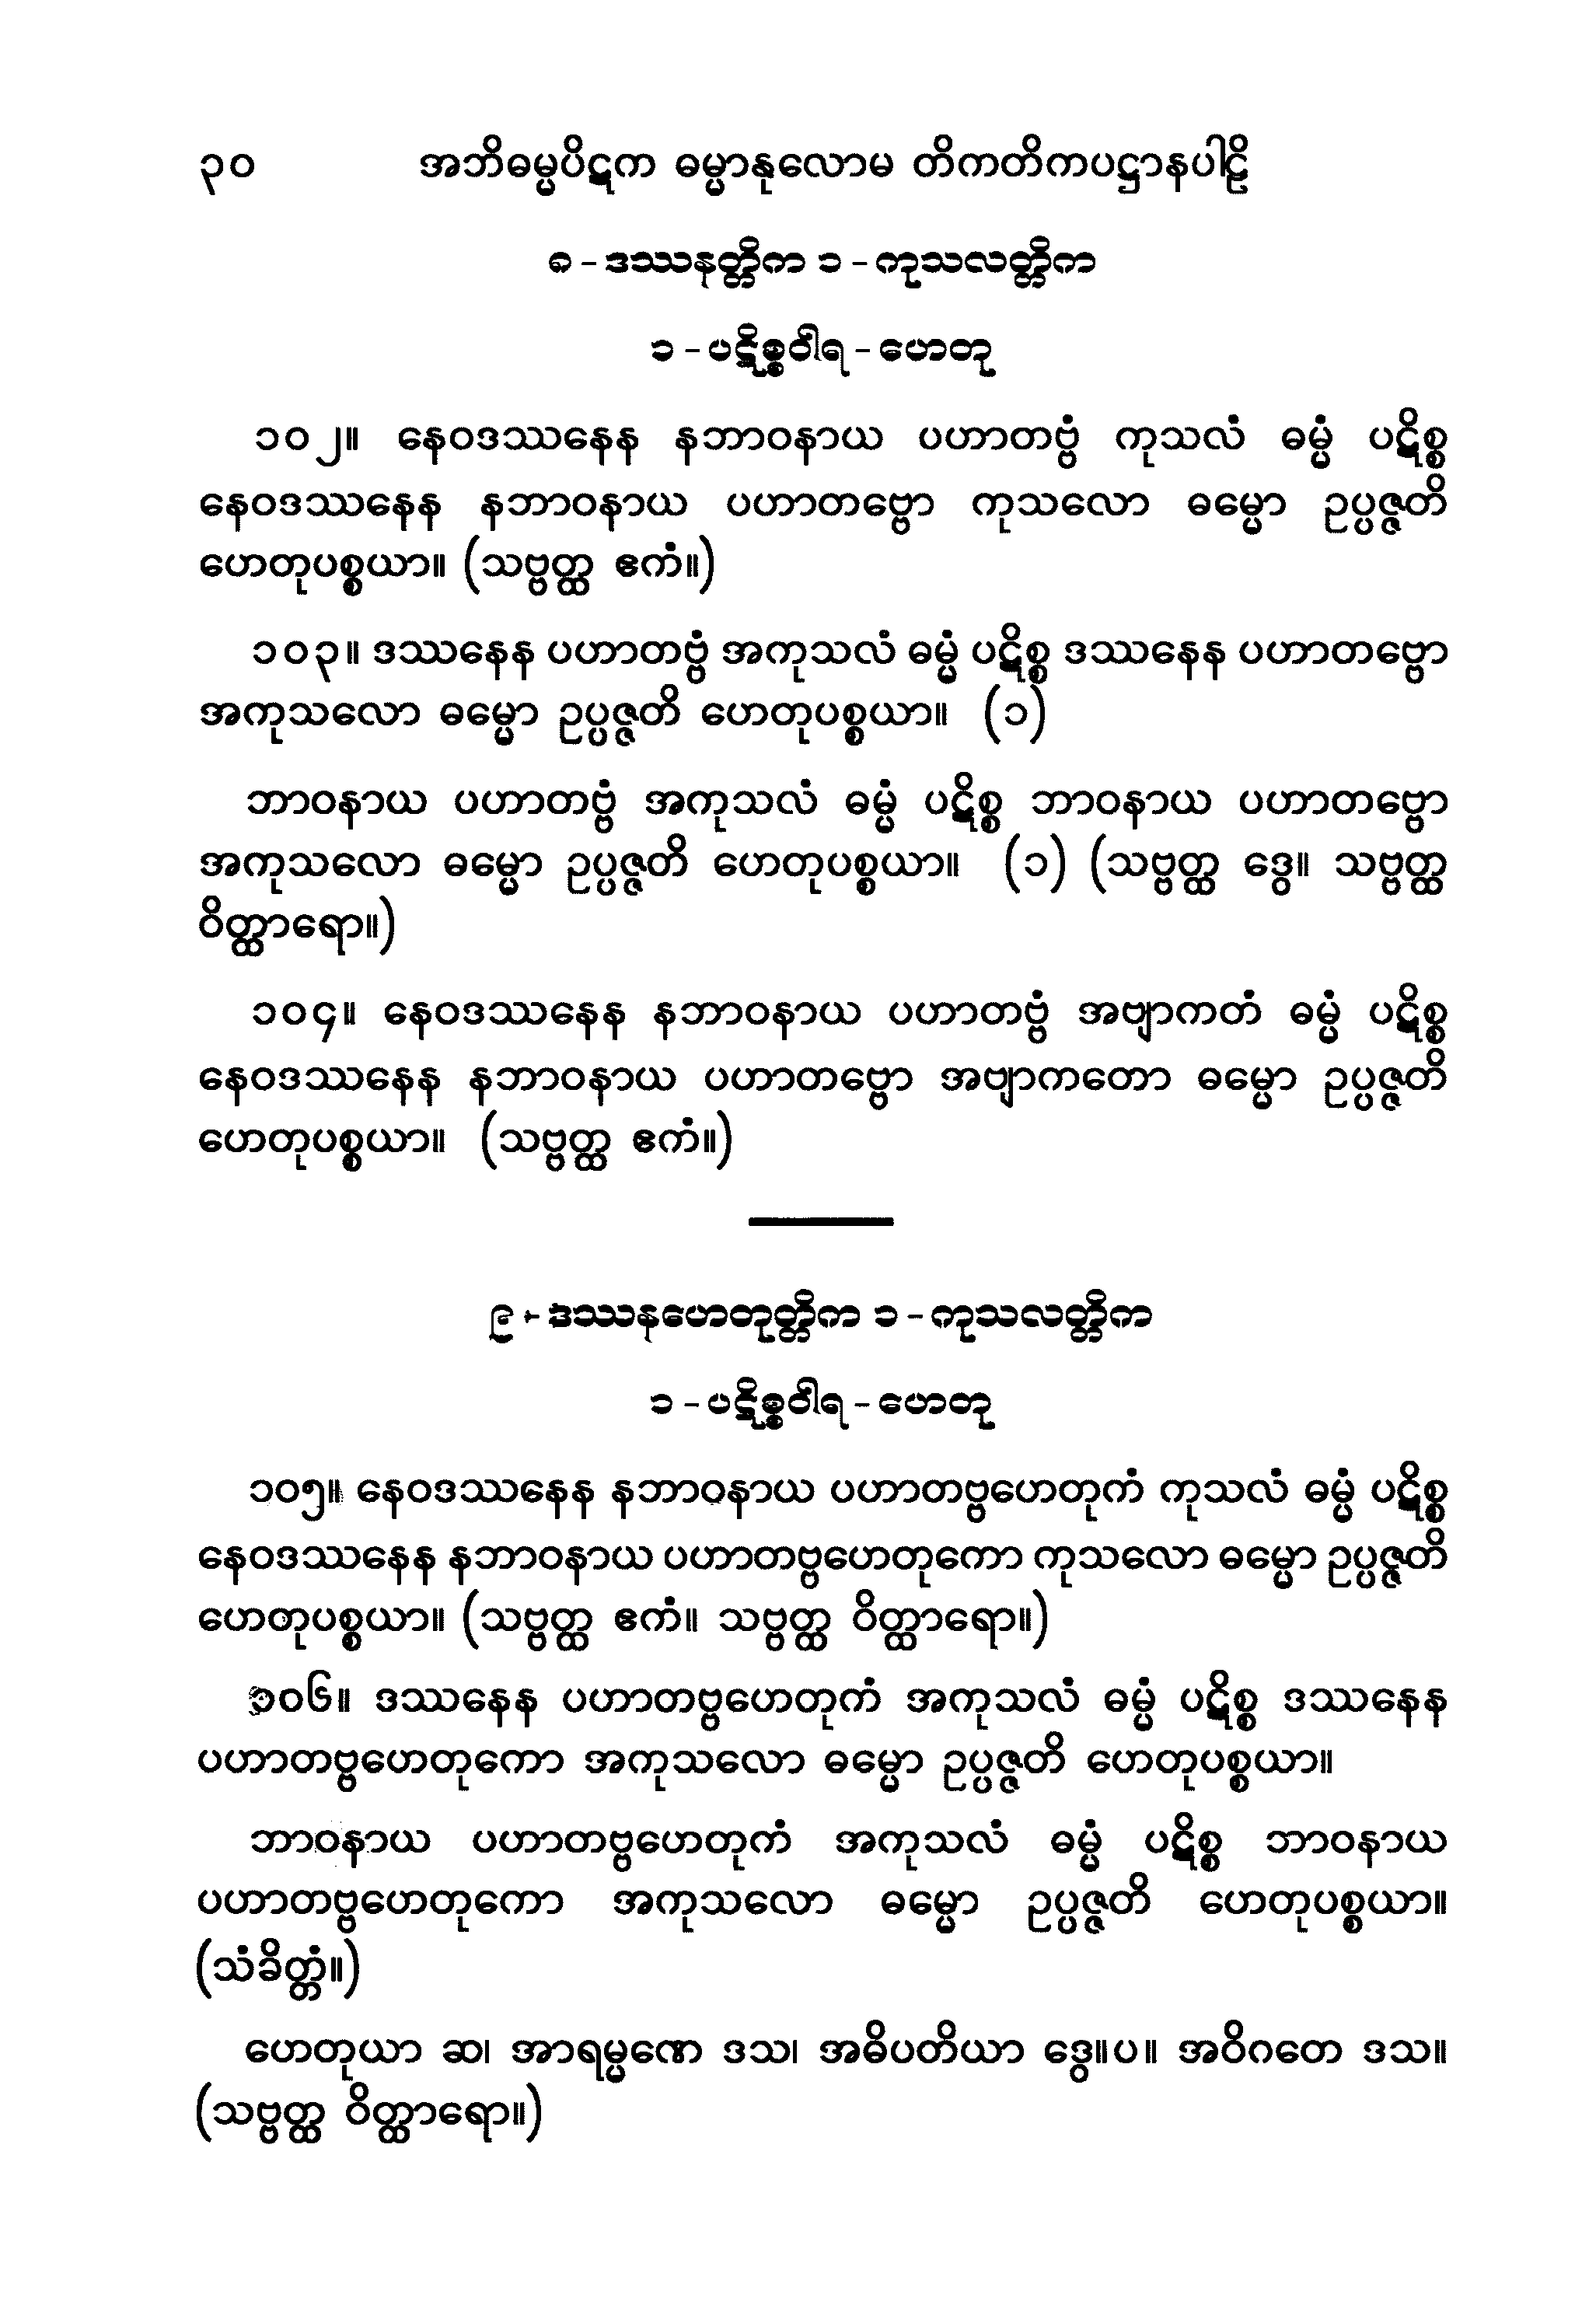 ၃၀ အဘိဓမ္မပိဋက ဓမ္မာနုလောမ တိကတိကပဋ္ဌာနပါဠိ
၈ - ဒဿနတ္တိက ၁ - ကုသလတ္တိက
၁ - ပဋိစ္စဝါရ - ဟေတု
၁၀၂။ နေဝဒဿနေန နဘာဝနာယ ပဟာတဗ္ဗံ ကုသလံ ဓမ္မံ ပဋိစ္စ
နေဝဒဿနေန နဘာဝနာယ ပဟာတဗ္ဗော ကုသလော ဓမ္မော ဥပ္ပဇ္ဇတိ
ဟေတုပစ္စယာ။ (သဗ္ဗတ္ထ ဧကံ။)
၁၀၃။ ဒဿနေန ပဟာတဗ္ဗံ အကုသလံ ဓမ္မံ ပဋိစ္စ ဒဿနေန ပဟာတဗ္ဗော
အကုသလော ဓမ္မော ဥပ္ပဇ္ဇတိ ဟေတုပစ္စယာ။ (၁)
ဘာဝနာယ ပဟာတဗ္ဗံ အကုသလံ ဓမ္မံ ပဋိစ္စ ဘာဝနာယ ပဟာတဗ္ဗော
အကုသလော ဓမ္မော ဥပ္ပဇ္ဇတိ ဟေတုပစ္စယာ။ (၁) (သဗ္ဗတ္ထ ဒွေ။ သဗ္ဗတ္ထ
ဝိတ္ထာရော။)
၁၀၄။ နေဝဒဿနေန နဘာဝနာယ ပဟာတဗ္ဗံ အဗျာကတံ ဓမ္မံ ပဋိစ္စ
နေဝဒဿနေန နဘာဝနာယ ပဟာတဗ္ဗော အဗျာကတော ဓမ္မော ဥပ္ပဇ္ဇတိ
ဟေတုပစ္စယာ။ (သဗ္ဗတ္ထ ဧကံ။)
၉ - ဒဿနဟေတုတ္တိက ၁ - ကုသလတ္တိက
၁ - ပဋိစ္စဝါရ - ဟေတု
၁၀၅။ နေဝဒဿနေန နဘာဝနာယ ပဟာတဗ္ဗဟေတုကံ ကုသလံ ဓမ္မံ ပဋိစ္စ
နေဝဒဿနေန နဘာဝနာယ ပဟာတဗ္ဗဟေတုကော ကုသလော ဓမ္မော ဥပ္ပဇ္ဇတိ
ဟေတုပစ္စယာ။ (သဗ္ဗတ္ထ ဧကံ။ သဗ္ဗတ္ထ ဝိတ္ထာရော။)
၁၀၆။ ဒဿနေန ပဟာတဗ္ဗဟေတုကံ အကုသလံ ဓမ္မံ ပဋိစ္စ ဒဿနေန
ပဟာတဗ္ဗဟေတုကော အကုသလော ဓမ္မော ဥပ္ပဇ္ဇတိ ဟေတုပစ္စယာ။
ဘာဝနာယ ပဟာတဗ္ဗဟေတုကံ အကုသလံ ဓမ္မံ ပဋိစ္စ ဘာဝနာယ
ပဟာတဗ္ဗဟေတုကော အကုသလော ဓမ္မော ဥပ္ပဇ္ဇတိ ဟေတုပစ္စယာ။
(သံခိတ္တံ။)
ဟေတုယာ ဆ၊ အာရမ္မဏေ ဒသ၊ အဓိပတိယာ ဒွေ။ပ။ အဝိဂတေ ဒသ။
(သဗ္ဗတ္ထ ဝိတ္ထာရော။)